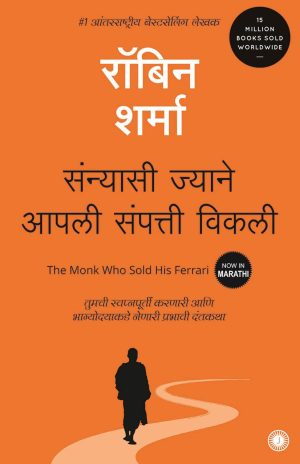 #1 आंतरराष्ट्रीय बेस्टसेलिंग लेखक
15
MILLION
BOOKS SOLD
WORLDWIDE
रॉबिन
शर्मा
संन्यासी ज्याने
आपली संपत्ती विकली
The Monk Who Sold His Ferrari
NOW IN
MARATHI
तुमची स्वप्नपूर्ती करणारी आणि
भाग्योदयाकडे नेणारी प्रभावी दंतकथा
J